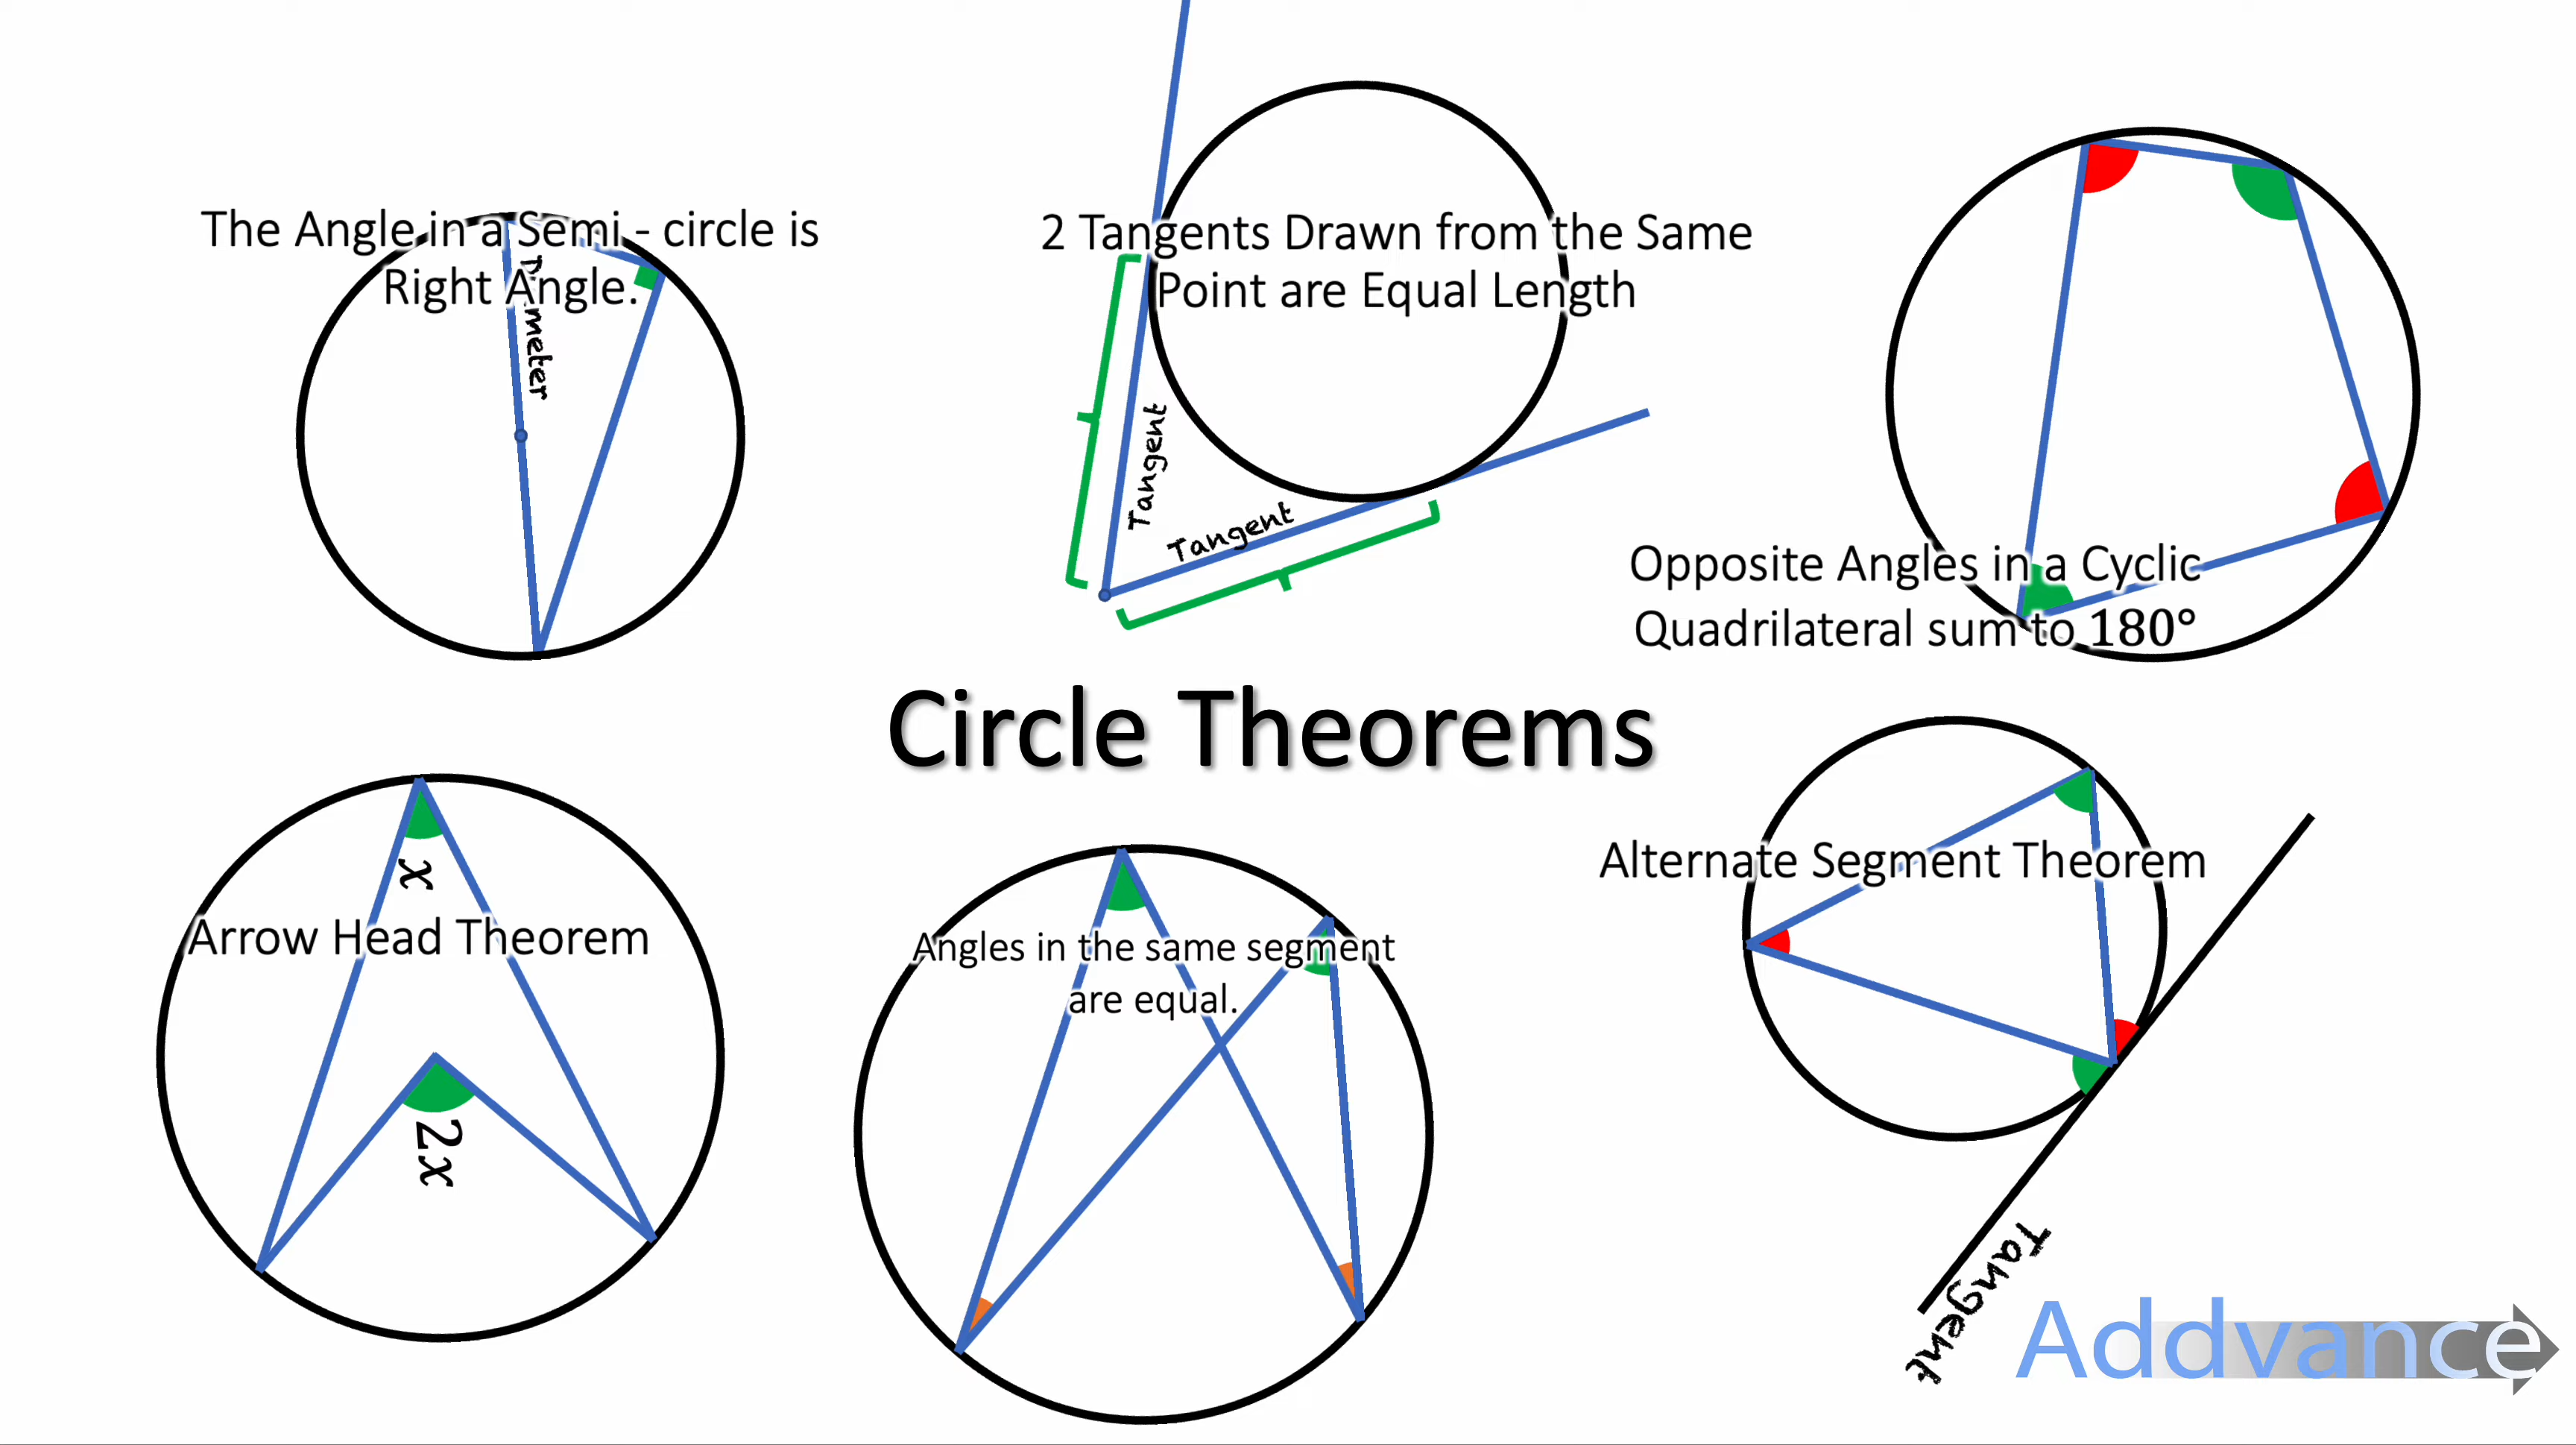 The Angle in a Semi - circle is
Right Angle.
Diameter
2 Tangents Drawn from the Same
Point are Equal Length
Tangent
Tangent
Opposite Angles in a Cyclic
Quadrilateral sum to 180°
Circle Theorems
x
Arrow Head Theorem
2x
Angles in the same segment
are equal.
Alternate Segment Theorem
Tangent
Addvance